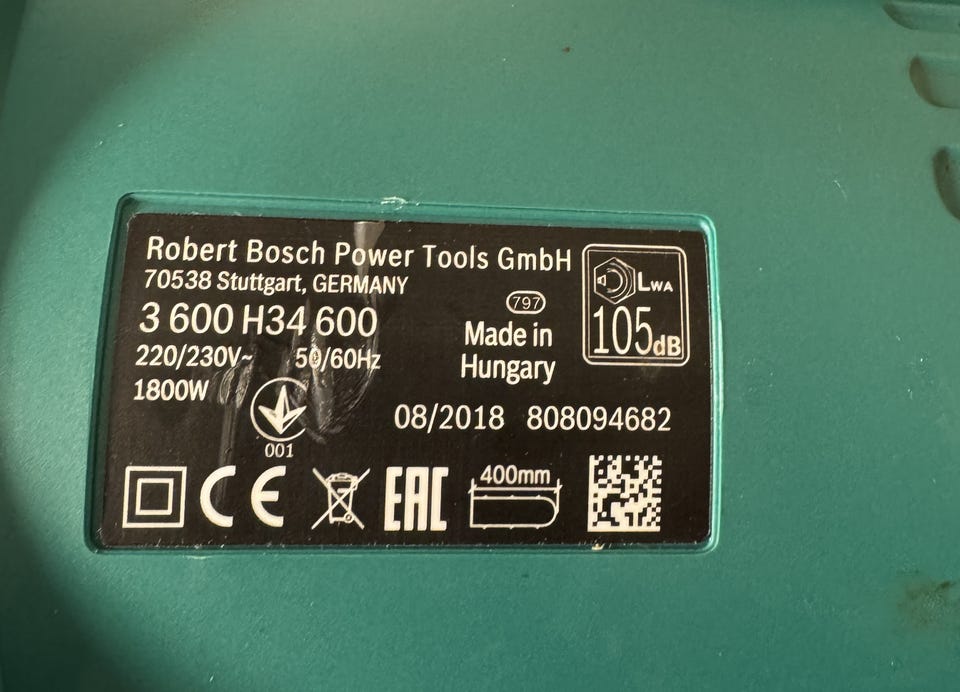 Robert Bosch Power Tools GmbH
70538 Stuttgart, GERMANY
3 600 H34 600
797
220/230V~ 50/60Hz
Made in
Hungary
1800W
LWA
105dB
001
08/2018 808094682
CE
EAC
400mm